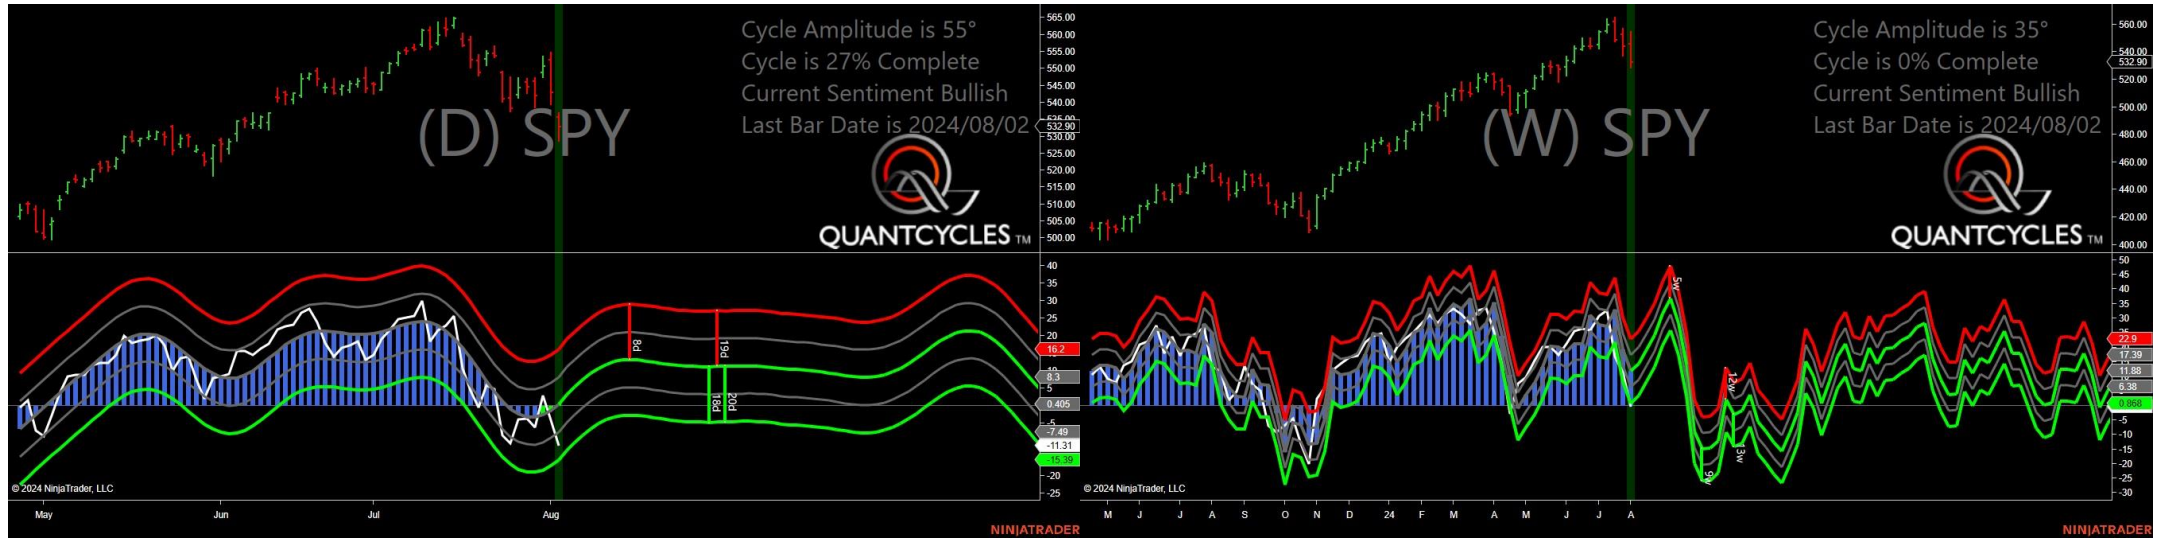 Cycle Amplitude is 55°
Cycle is 27% Complete
Current Sentiment Bullish
Last Bar Date is 2024/08/02
(D) SPY
QUANTCYCLES TM
565.00
560.00
555.00
550.00
545.00
540.00
535.00
532.90
530.00
525.00
520.00
515.00
510.00
505.00
500.00
40
35
30
25
20
16.2
8.3
5
0.405
-5
-7.49
-11.31
-15.39
-20
-25
8d
19d
18d
20d
© 2024 NinjaTrader, LLC
May Jun Jul Aug
NINJATRADER
Cycle Amplitude is 35°
Cycle is 0% Complete
Current Sentiment Bullish
Last Bar Date is 2024/08/02
(W) SPY
QUANTCYCLES TM
560.00
540.00
532.90
520.00
500.00
480.00
460.00
440.00
420.00
400.00
50
45
40
35
30
22.9
17.39
11.88
6.38
0.868
-5
-10
-15
-20
-25
-30
5w
12w
13w
9w
© 2024 NinjaTrader, LLC
M J J A S O N D 24 F M A M J J A
NINJATRADER